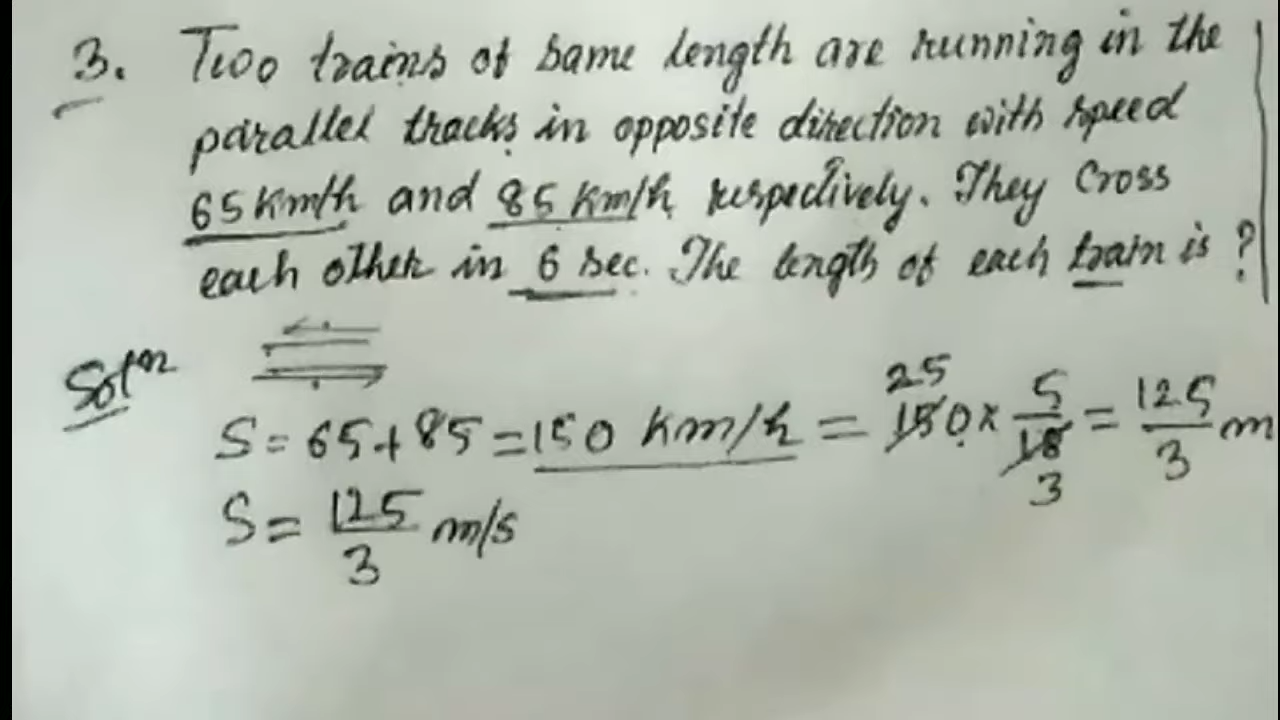 3. Two trains of same length are running in the
parallel tracks in opposite direction with speed
65 Km/h and 85 Km/h respectively. They Cross
each other in 6 sec. The length of each train is ?
Solⁿ
S = 65 + 85 = 150 km/h = 150 × 5/18 = 125/3 m
25
3
S = 125/3 m/s